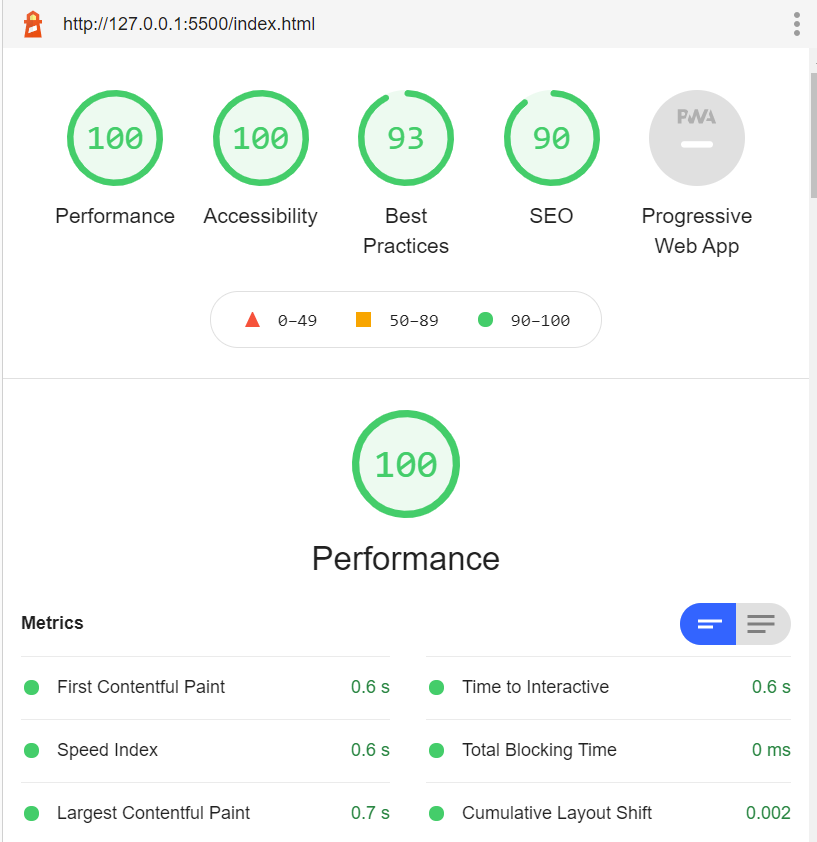 http://127.0.0.1:5500/index.html
100 100 93 90 PWA
Performance Accessibility Best Practices SEO Progressive Web App
0–49 50–89 90–100
100
Performance
Metrics
First Contentful Paint 0.6 s Time to Interactive 0.6 s
Speed Index 0.6 s Total Blocking Time 0 ms
Largest Contentful Paint 0.7 s Cumulative Layout Shift 0.002